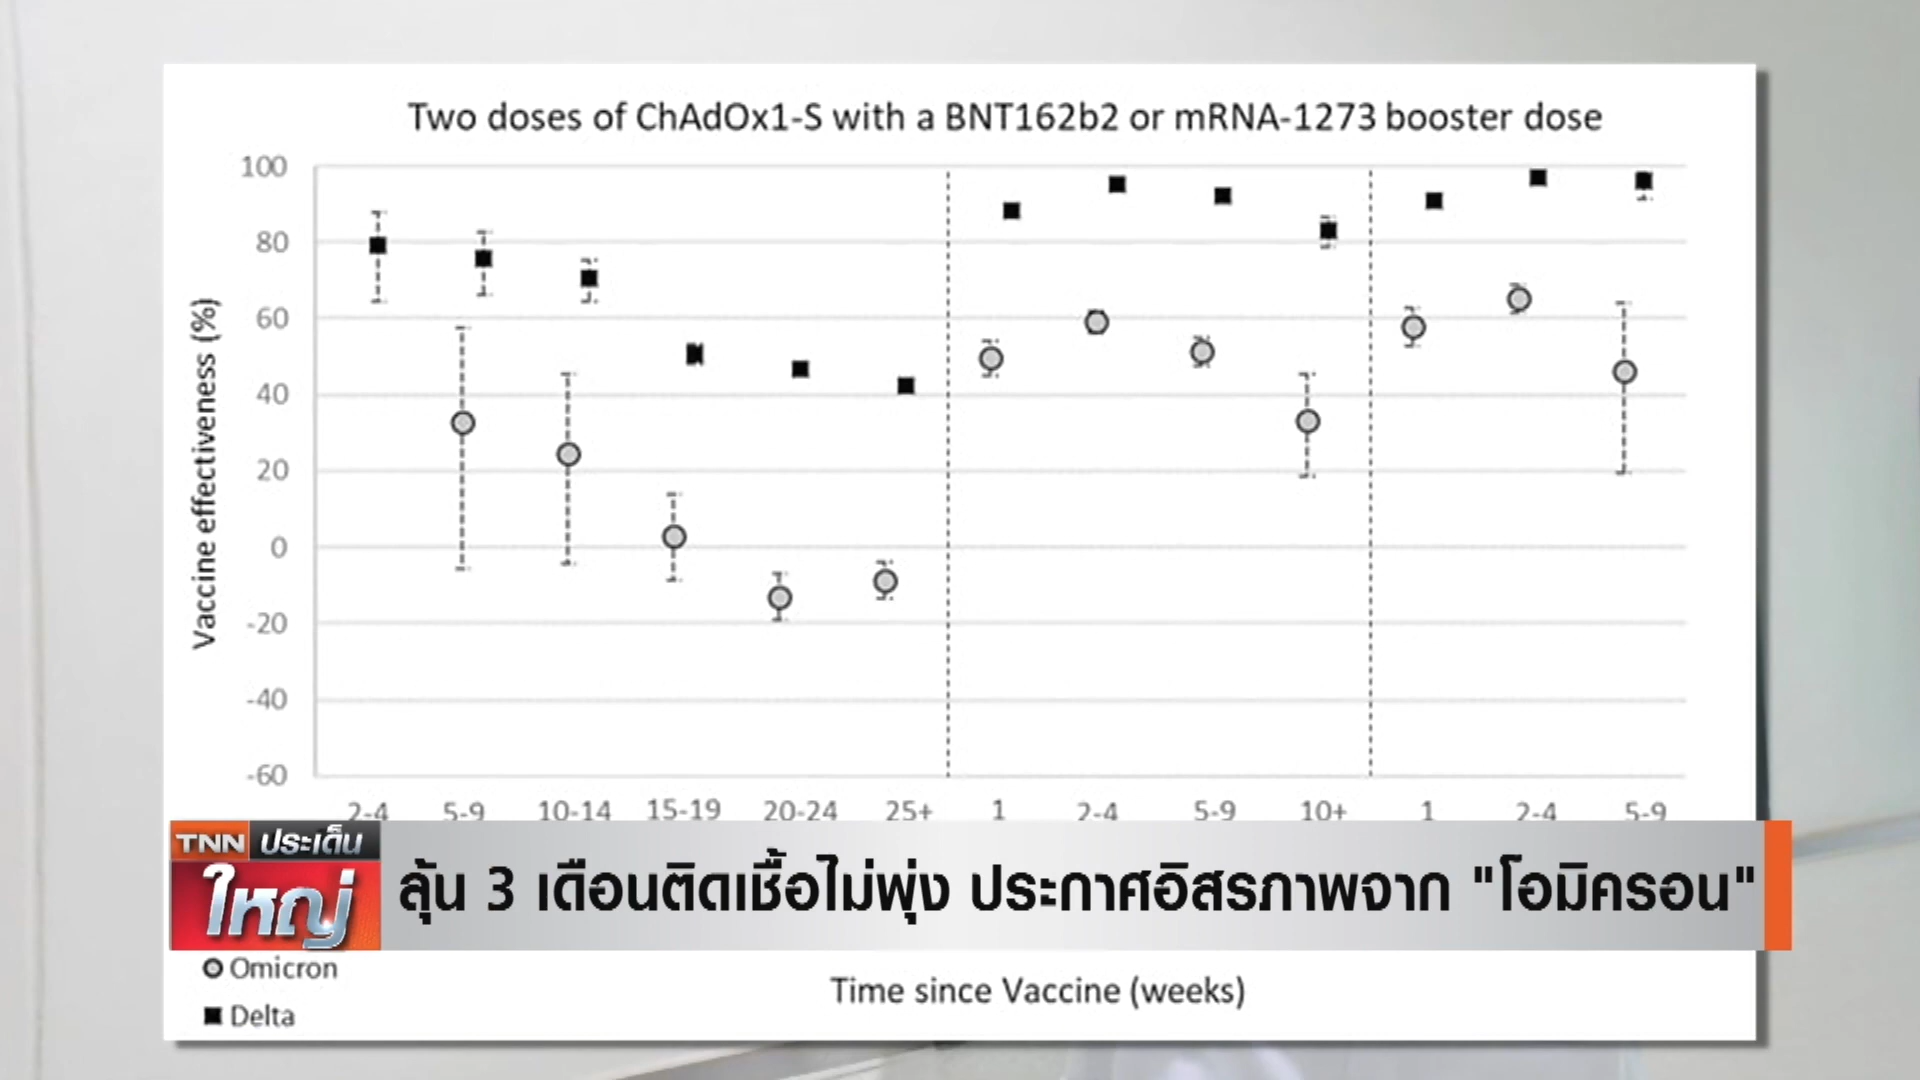 Two doses of ChAdOx1-S with a BNT162b2 or mRNA-1273 booster dose
Vaccine effectiveness (%)
100
80
60
40
20
0
-20
-40
-60
2-4 5-9 10-14 15-19 20-24 25+ 1 2-4 5-9 10+ 1 2-4 5-9
TNN ประเด็น
ใหญ่
ลุ้น 3 เดือนติดเชื้อไม่พุ่ง ประกาศอิสรภาพจาก "โอมิครอน"
Omicron
Delta
Time since Vaccine (weeks)